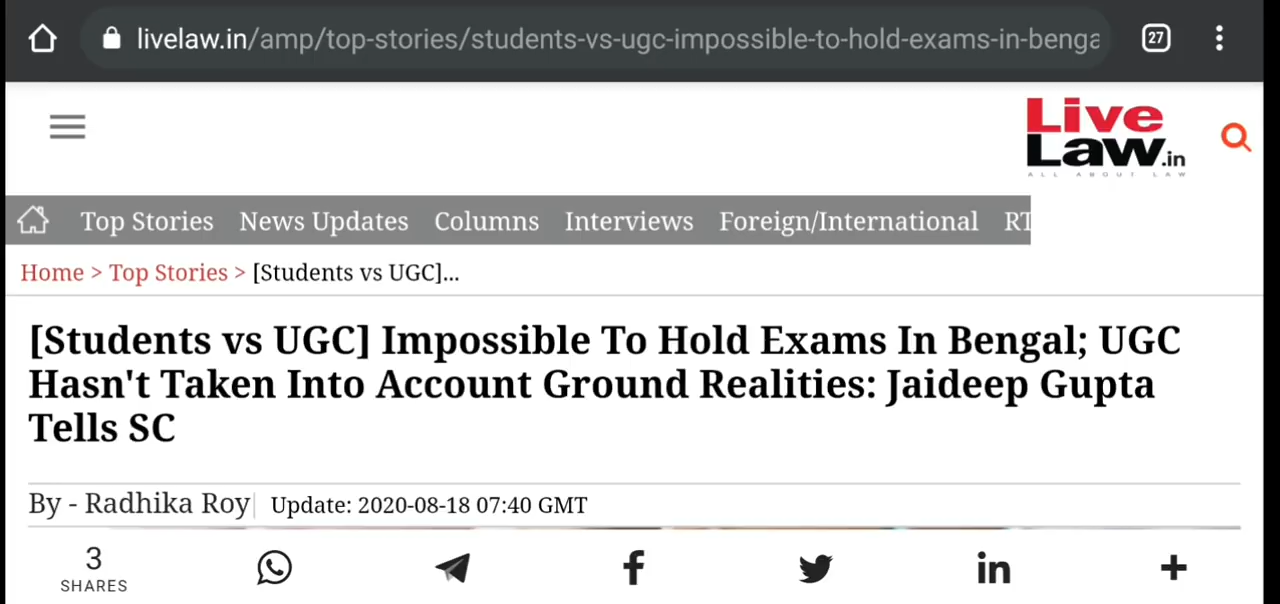 livelaw.in/amp/top-stories/students-vs-ugc-impossible-to-hold-exams-in-benga
27
Live
Law.in
ALL ABOUT LAW
Top Stories News Updates Columns Interviews Foreign/International RT
Home > Top Stories > [Students vs UGC]...
[Students vs UGC] Impossible To Hold Exams In Bengal; UGC
Hasn't Taken Into Account Ground Realities: Jaideep Gupta
Tells SC
By - Radhika Roy| Update: 2020-08-18 07:40 GMT
3
SHARES